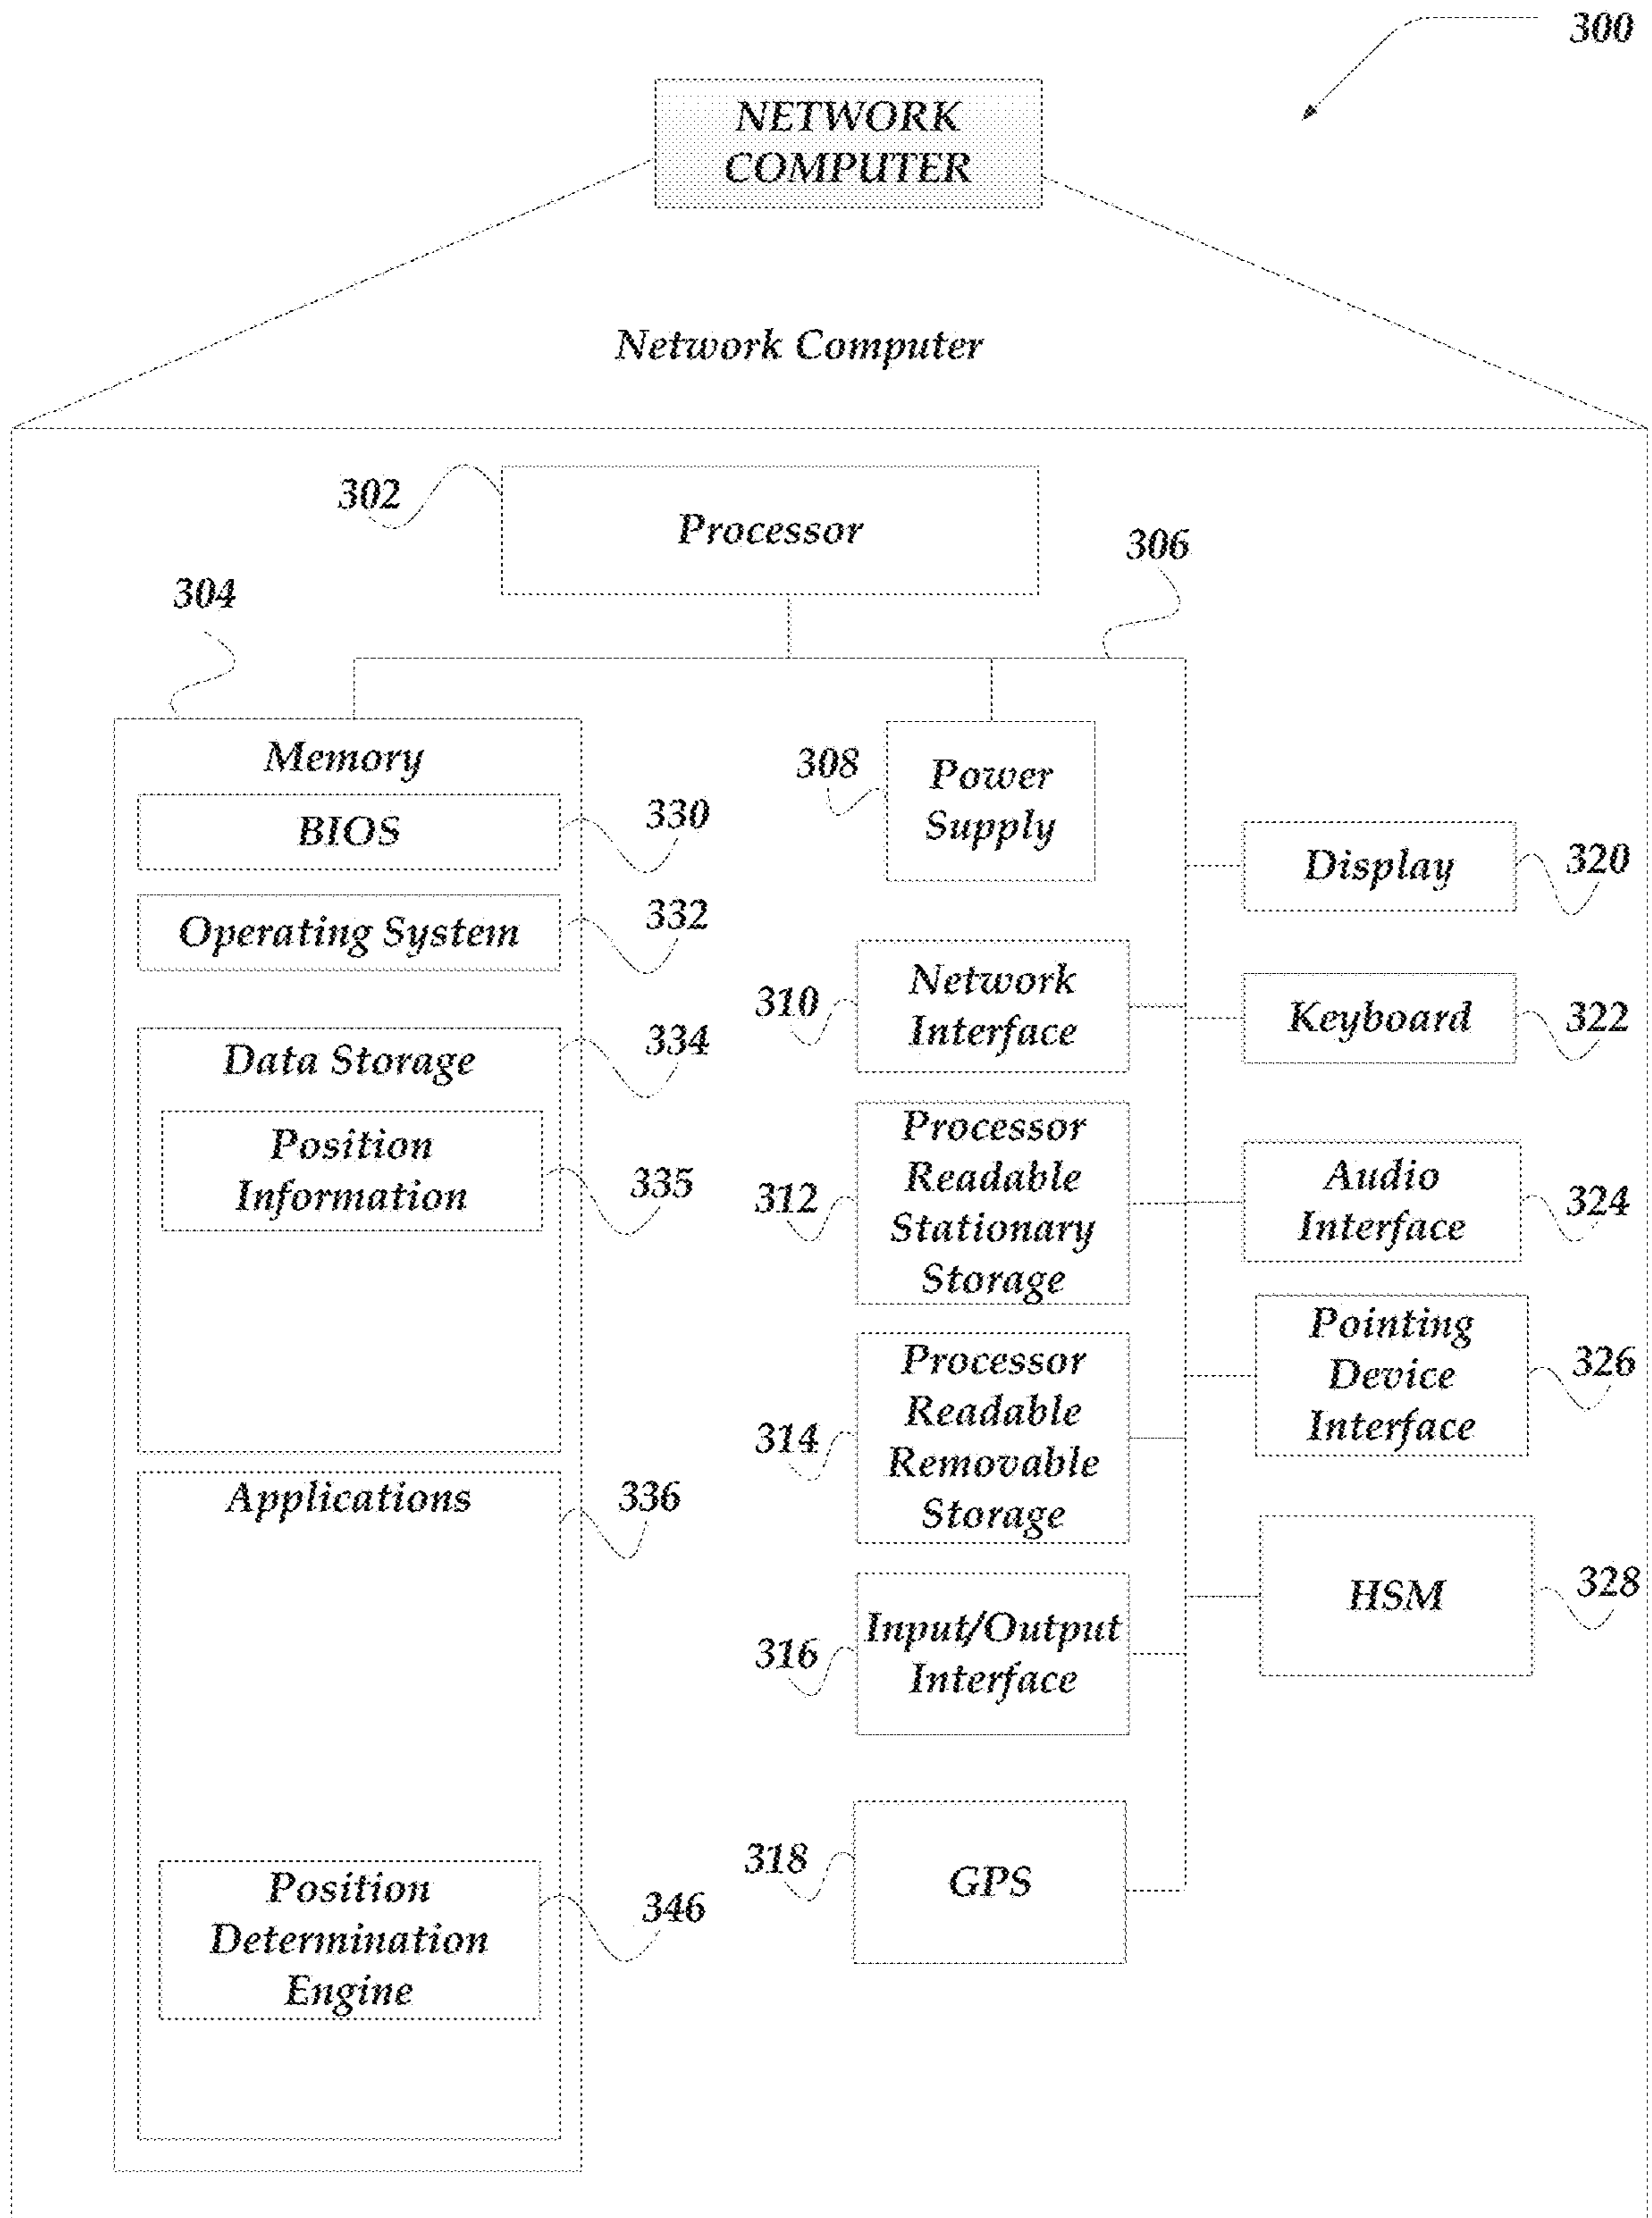 300
NETWORK
COMPUTER
Network Computer
302
Processor
306
304
Memory
BIOS
330
Operating System
332
Data Storage
334
Position
Information
335
Applications
336
Position
Determination
Engine
346
308
Power
Supply
310
Network
Interface
312
Processor
Readable
Stationary
Storage
314
Processor
Readable
Removable
Storage
316
Input/Output
Interface
318
GPS
Display
320
Keyboard
322
Audio
Interface
324
Pointing
Device
Interface
326
HSM
328